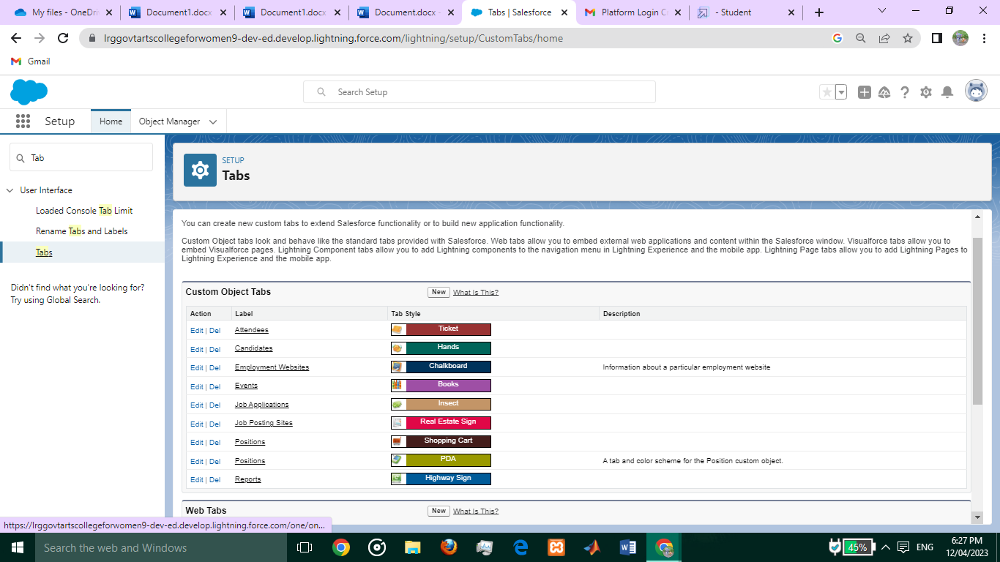 My files - OneDriv
Document1.docx
Document1.docx
Document.docx -
Tabs | Salesforce
Platform Login C
- Student
lrggovtartscollegeforwomen9-dev-ed.develop.lightning.force.com/lightning/setup/CustomTabs/home
Gmail
Search Setup
Setup
Home
Object Manager
Tab
User Interface
Loaded Console Tab Limit
Rename Tabs and Labels
Tabs
Didn't find what you're looking for?
Try using Global Search.
SETUP
Tabs
You can create new custom tabs to extend Salesforce functionality or to build new application functionality.
Custom Object tabs look and behave like the standard tabs provided with Salesforce. Web tabs allow you to embed external web applications and content within the Salesforce window. Visualforce tabs allow you to
embed Visualforce pages. Lightning Component tabs allow you to add Lightning components to the navigation menu in Lightning Experience and the mobile app. Lightning Page tabs allow you to add Lightning Pages to
Lightning Experience and the mobile app.
Custom Object Tabs New What Is This?
Action Label Tab Style Description
Edit | Del Attendees Ticket
Edit | Del Candidates Hands
Edit | Del Employment Websites Chalkboard Information about a particular employment website
Edit | Del Events Books
Edit | Del Job Applications Insect
Edit | Del Job Posting Sites Real Estate Sign
Edit | Del Positions Shopping Cart
Edit | Del Positions PDA A tab and color scheme for the Position custom object.
Edit | Del Reports Highway Sign
Web Tabs New What Is This?
https://lrggovtartscollegeforwomen9-dev-ed.develop.lightning.force.com/one/on...
Search the web and Windows
45%
ENG
6:27 PM
12/04/2023